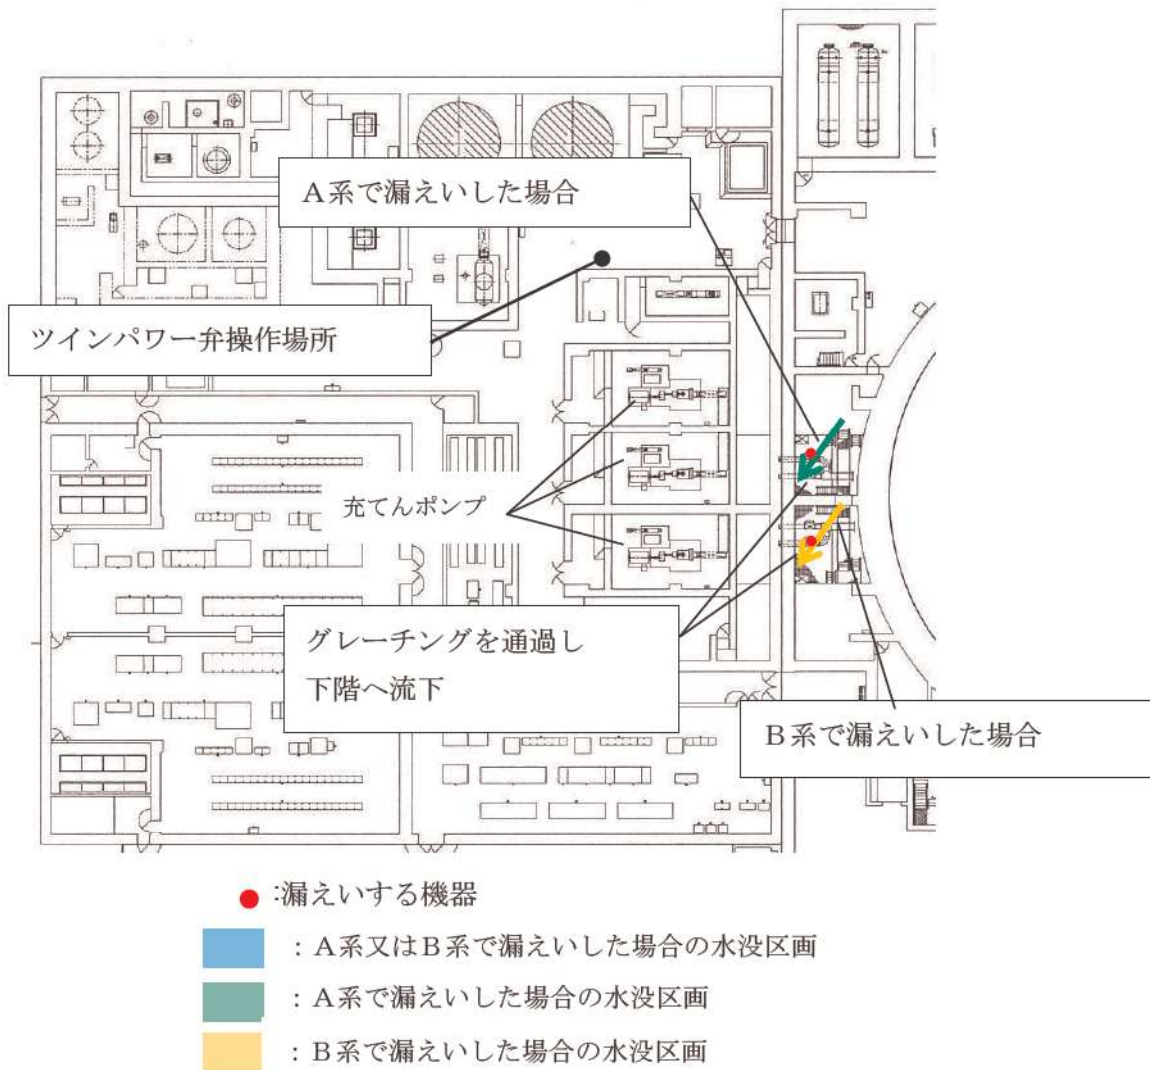 A系で漏えいした場合
ツインパワー弁操作場所
充てんポンプ
グレーチングを通過し
下階へ流下
B系で漏えいした場合
:漏えいする機器
:A系又はB系で漏えいした場合の水没区画
:A系で漏えいした場合の水没区画
:B系で漏えいした場合の水没区画